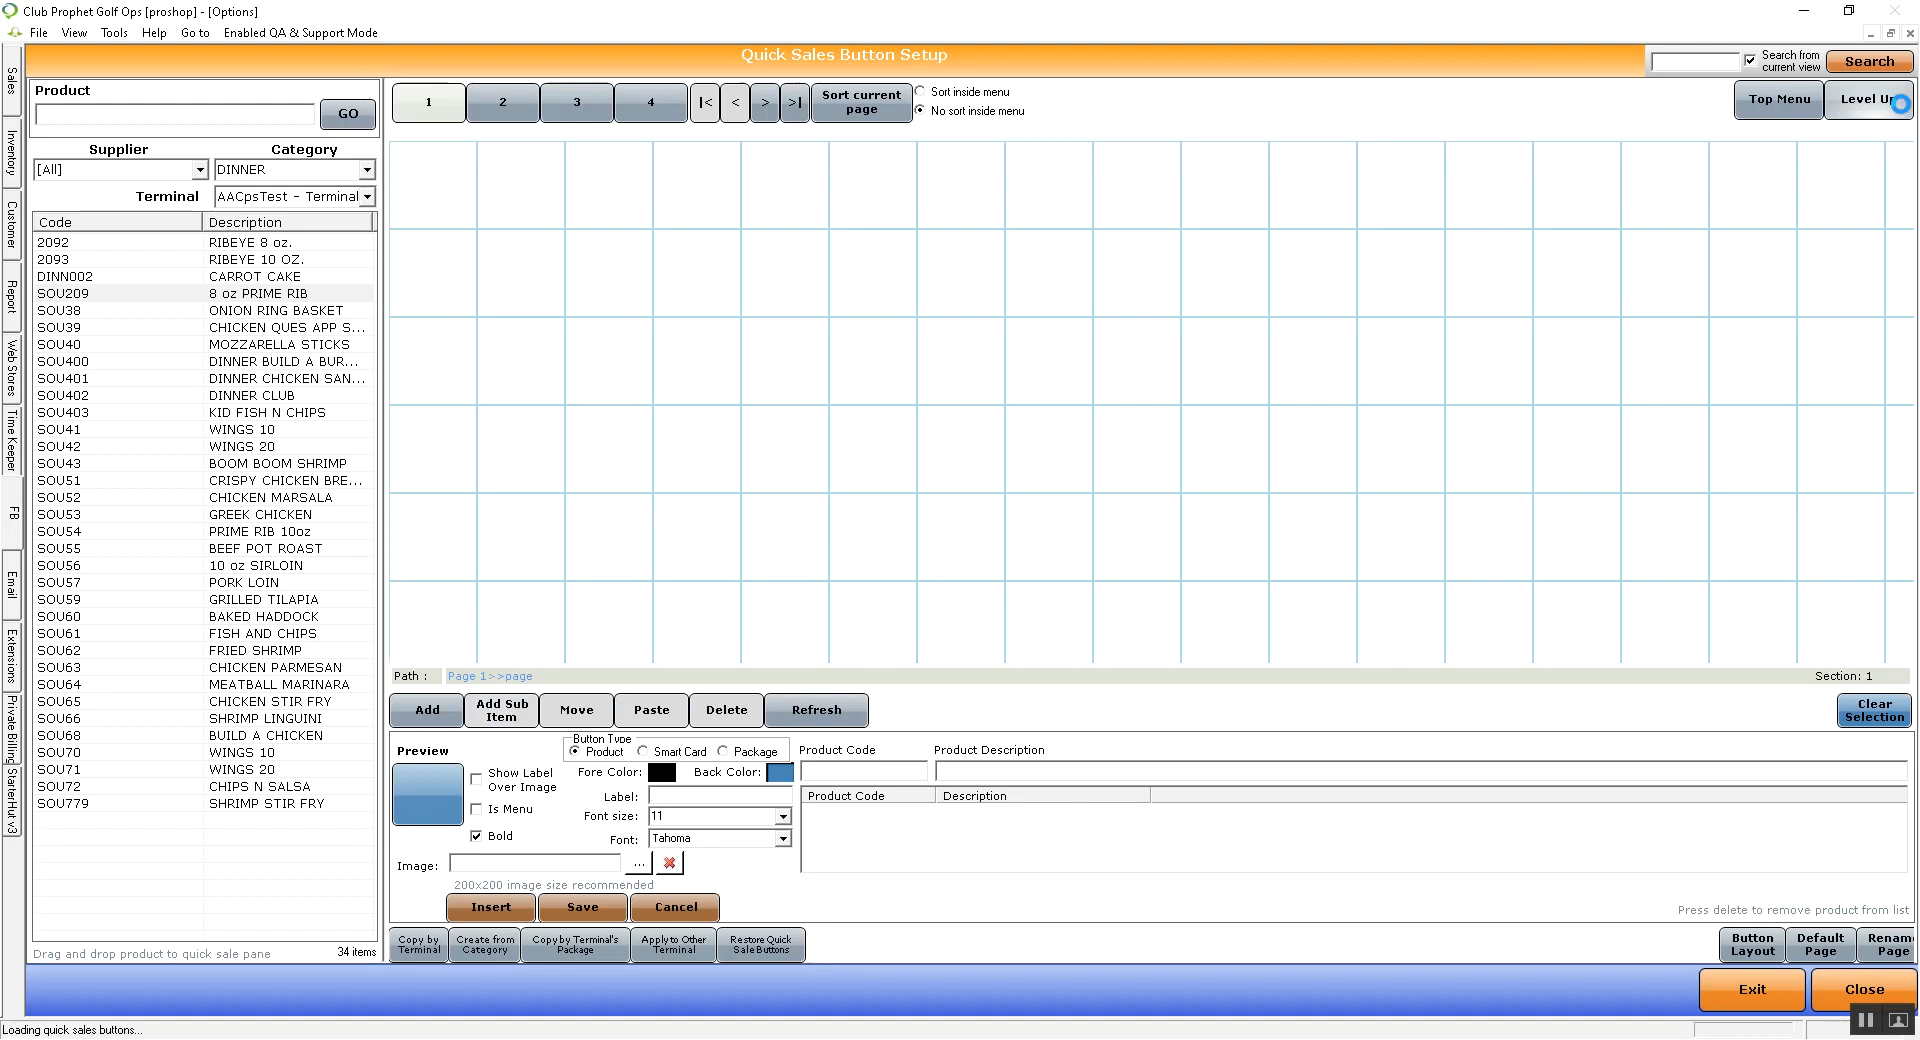 Club Prophet Golf Ops [proshop] - [Options]
File View Tools Help Go to Enabled QA & Support Mode
Quick Sales Button Setup
Search from
current view
Search
Sales
Inventory
Customer
Report
Web Stores
Time Keeper
FB
Email
Extensions
Private Billing
StarterHut v3
Product
GO
Supplier Category
[All] DINNER
Terminal AACpsTest - Terminal
Code Description
2092 RIBEYE 8 oz.
2093 RIBEYE 10 OZ.
DINN002 CARROT CAKE
SOU209 8 oz PRIME RIB
SOU38 ONION RING BASKET
SOU39 CHICKEN QUES APP S...
SOU40 MOZZARELLA STICKS
SOU400 DINNER BUILD A BUR...
SOU401 DINNER CHICKEN SAN...
SOU402 DINNER CLUB
SOU403 KID FISH N CHIPS
SOU41 WINGS 10
SOU42 WINGS 20
SOU43 BOOM BOOM SHRIMP
SOU51 CRISPY CHICKEN BRE...
SOU52 CHICKEN MARSALA
SOU53 GREEK CHICKEN
SOU54 PRIME RIB 10oz
SOU55 BEEF POT ROAST
SOU56 10 oz SIRLOIN
SOU57 PORK LOIN
SOU59 GRILLED TILAPIA
SOU60 BAKED HADDOCK
SOU61 FISH AND CHIPS
SOU62 FRIED SHRIMP
SOU63 CHICKEN PARMESAN
SOU64 MEATBALL MARINARA
SOU65 CHICKEN STIR FRY
SOU66 SHRIMP LINGUINI
SOU68 BUILD A CHICKEN
SOU70 WINGS 10
SOU71 WINGS 20
SOU72 CHIPS N SALSA
SOU779 SHRIMP STIR FRY
Drag and drop product to quick sale pane 34 items
1 2 3 4 |< < > >| Sort current
page
Sort inside menu
No sort inside menu
Top Menu Level U
Path : Page 1>>page Section: 1
Add Add Sub
Item Move Paste Delete Refresh
Clear
Selection
Preview
Button Type
Product Smart Card Package
Show Label
Over Image
Is Menu
Bold
Fore Color: Back Color:
Label:
Font size: 11
Font: Tahoma
Image: ...
200x200 image size recommended
Insert Save Cancel
Product Code Product Description
Product Code Description
Press delete to remove product from list
Copy by
Terminal
Create from
Category
Copy by Terminal's
Package
Apply to Other
Terminal
Restore Quick
Sale Buttons
Button
Layout
Default
Page
Renam
Page
Exit Close
Loading quick sales buttons...